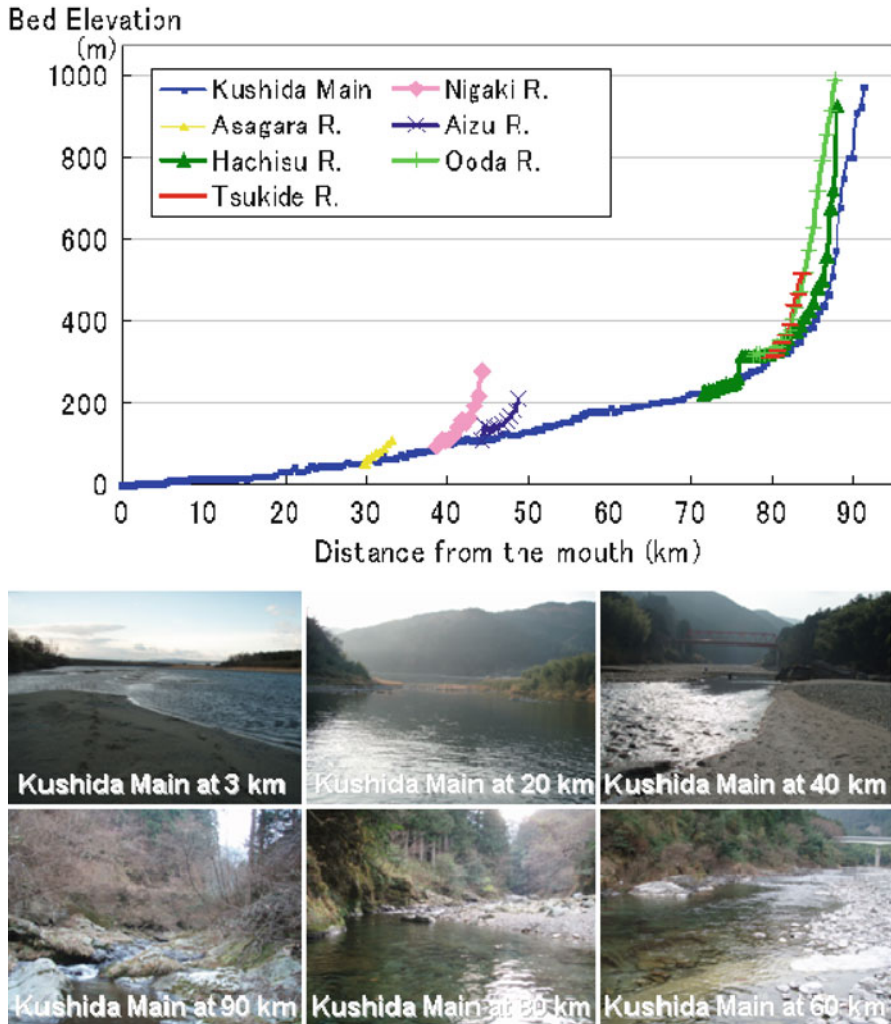 Bed Elevation
(m)
1000
800
600
400
200
0
Kushida Main
Nigaki R.
Asagara R.
Aizu R.
Hachisu R.
Ooda R.
Tsukide R.
0 10 20 30 40 50 60 70 80 90
Distance from the mouth (km)
Kushida Main at 3 km
Kushida Main at 20 km
Kushida Main at 40 km
Kushida Main at 90 km
Kushida Main at 80 km
Kushida Main at 60 km